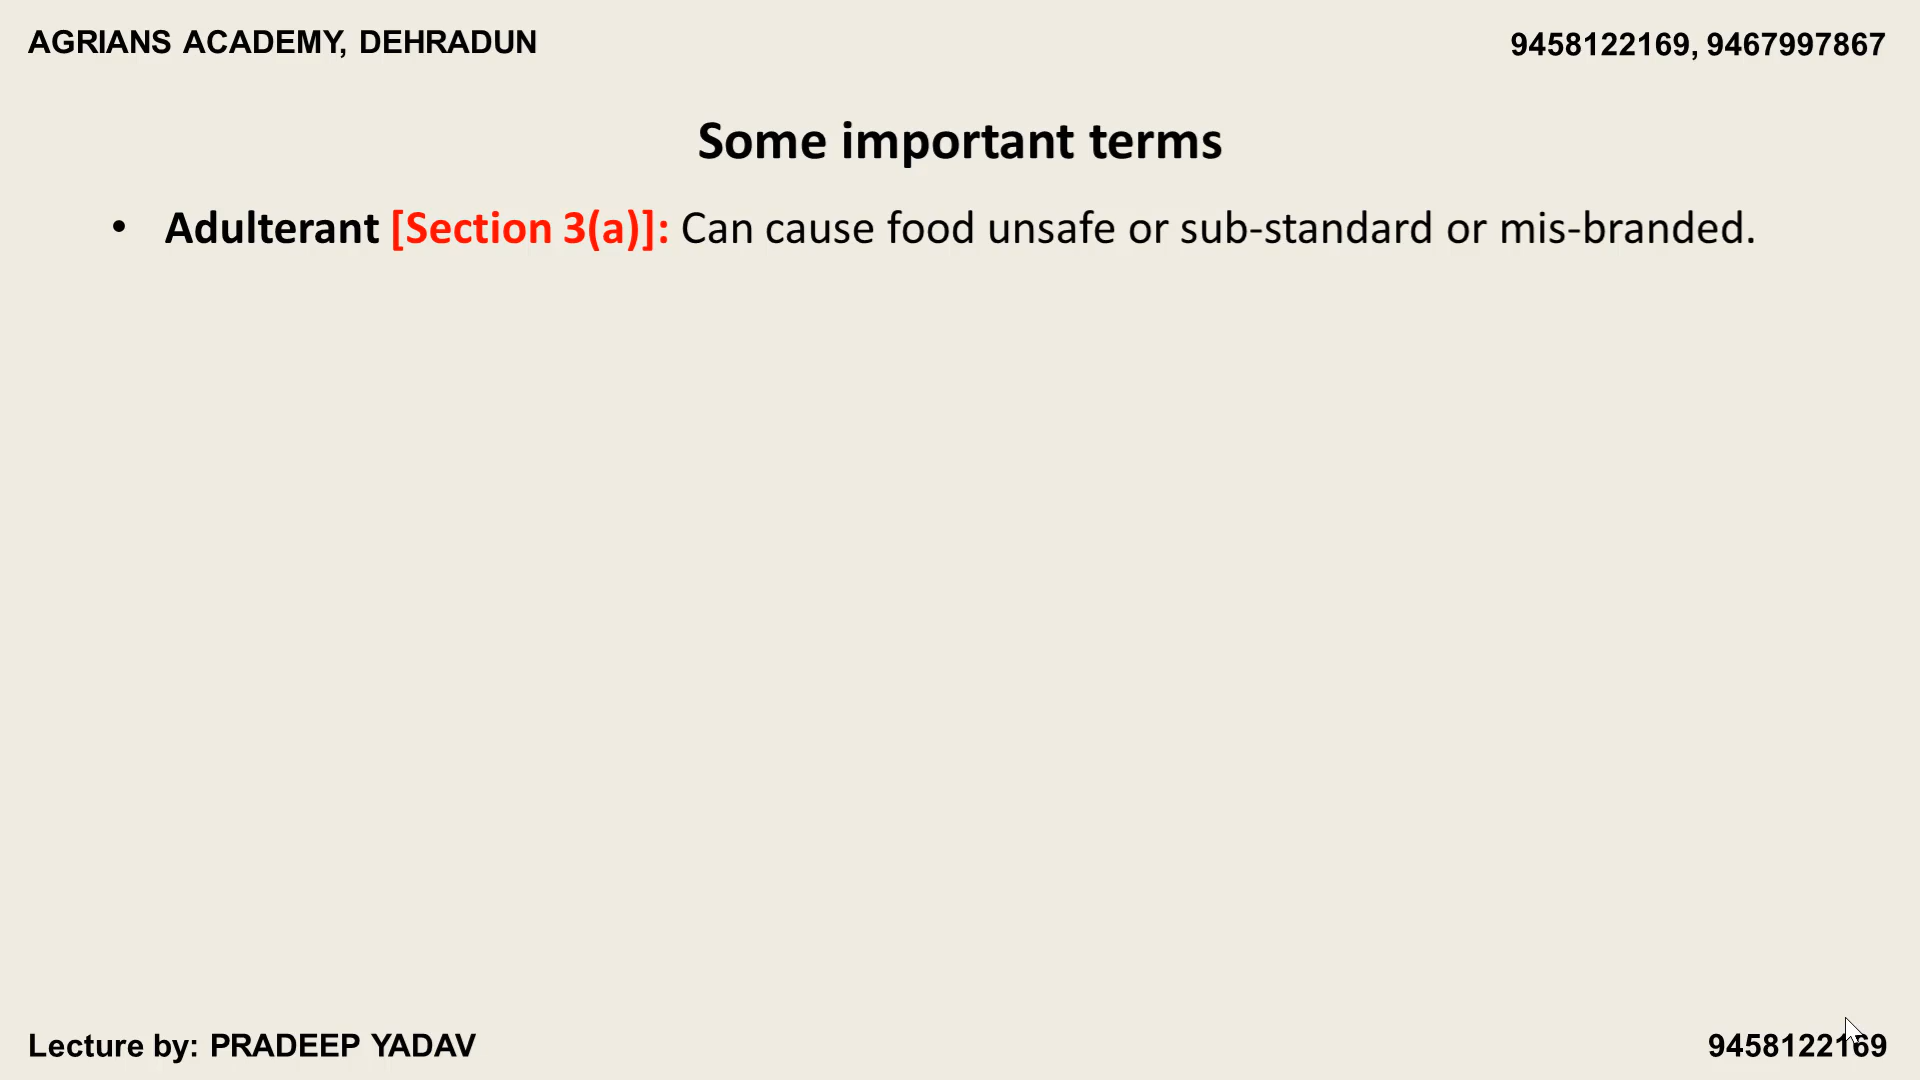 AGRIANS ACADEMY, DEHRADUN
9458122169, 9467997867
Some important terms
• Adulterant [Section 3(a)]: Can cause food unsafe or sub-standard or mis-branded.
Lecture by: PRADEEP YADAV
9458122169